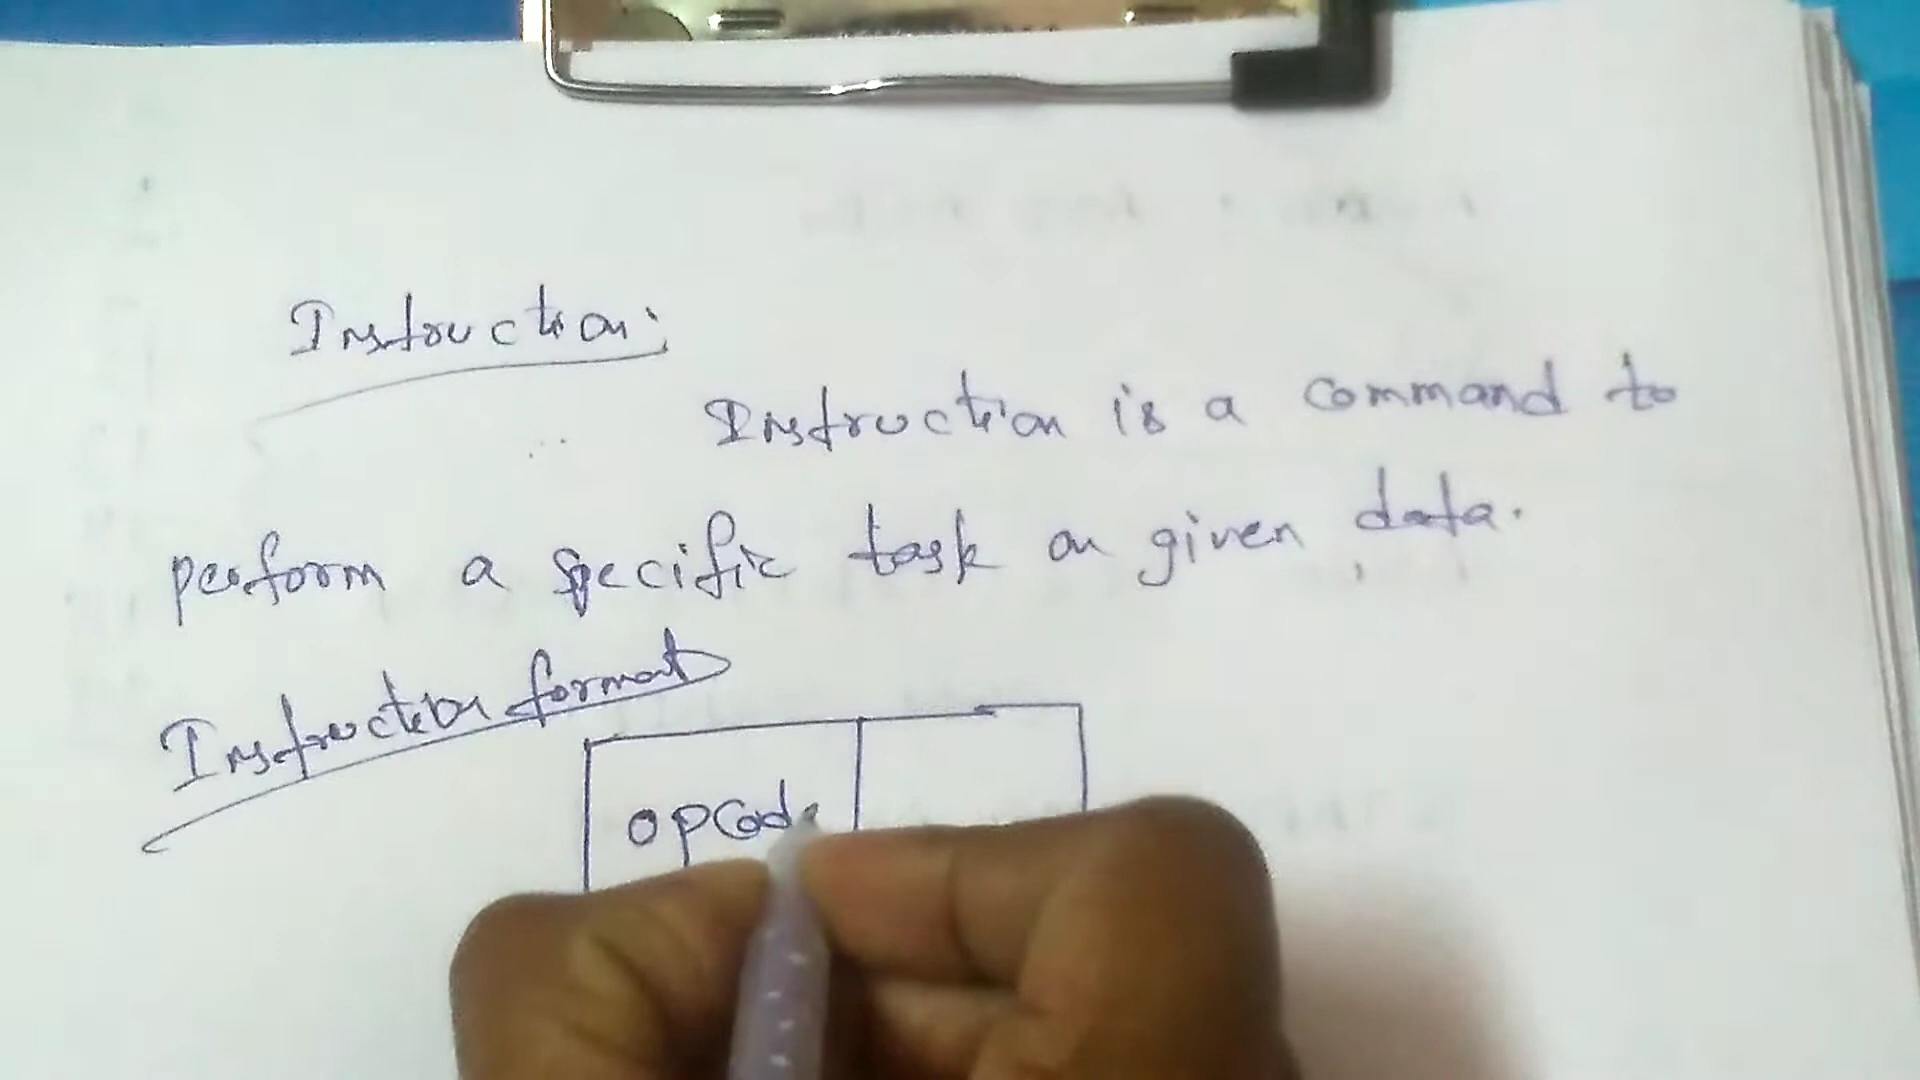 Instruction:
Instruction is a command to
perform a specific task on given data.
Instruction format
opcode